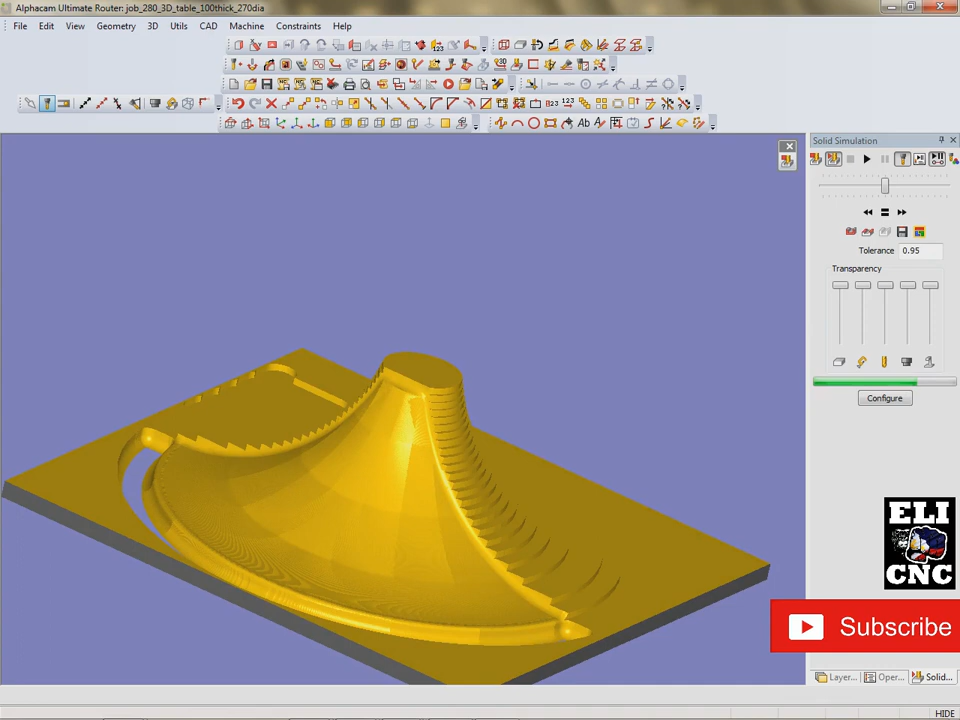 Alphacam Ultimate Router: job_280_3D_table_100thick_270dia
File Edit View Geometry 3D Utils CAD Machine Constraints Help
Solid Simulation
Tolerance 0.95
Transparency
Configure
ELI
CNC
Subscribe
Layer... Oper... Solid...
HIDE